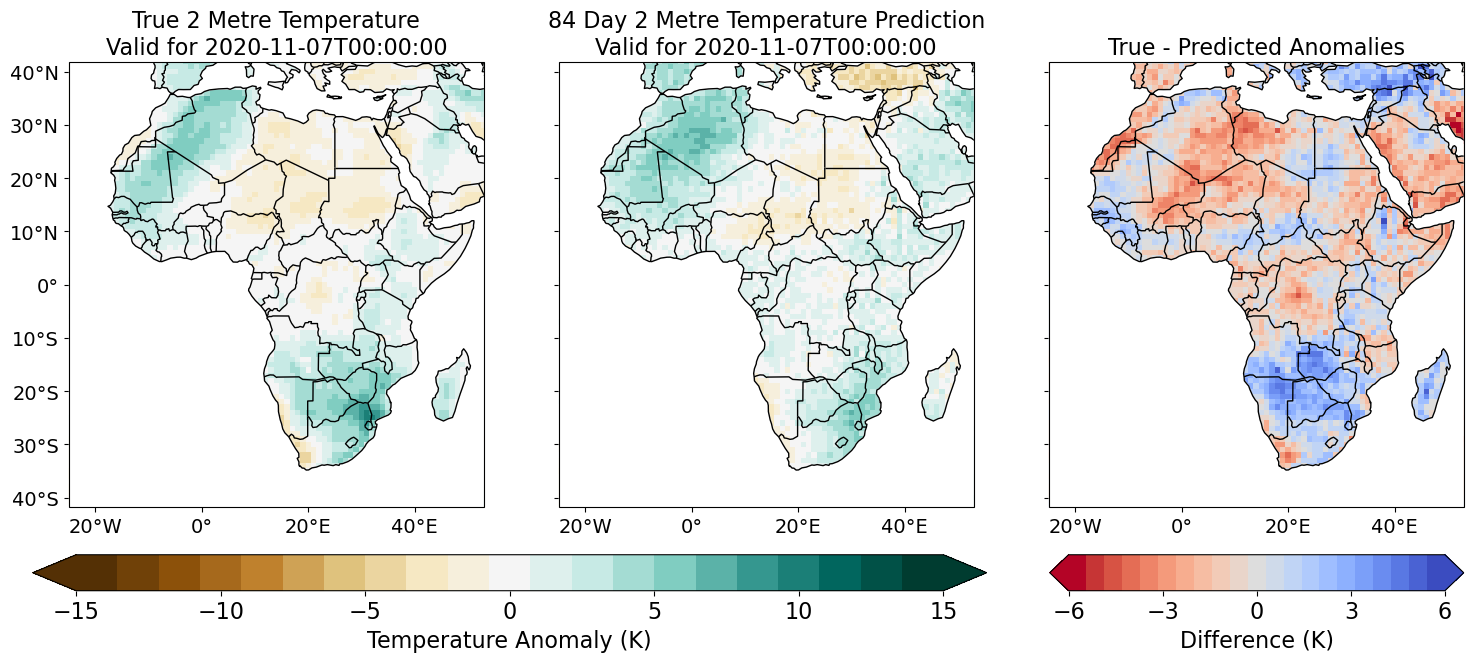 True 2 Metre Temperature
Valid for 2020-11-07T00:00:00
84 Day 2 Metre Temperature Prediction
Valid for 2020-11-07T00:00:00
True - Predicted Anomalies
40°N
30°N
20°N
10°N
0°
10°S
20°S
30°S
40°S
20°W 0° 20°E 40°E
20°W 0° 20°E 40°E
20°W 0° 20°E 40°E
−15 −10 −5 0 5 10 15
Temperature Anomaly (K)
−6 −3 0 3 6
Difference (K)